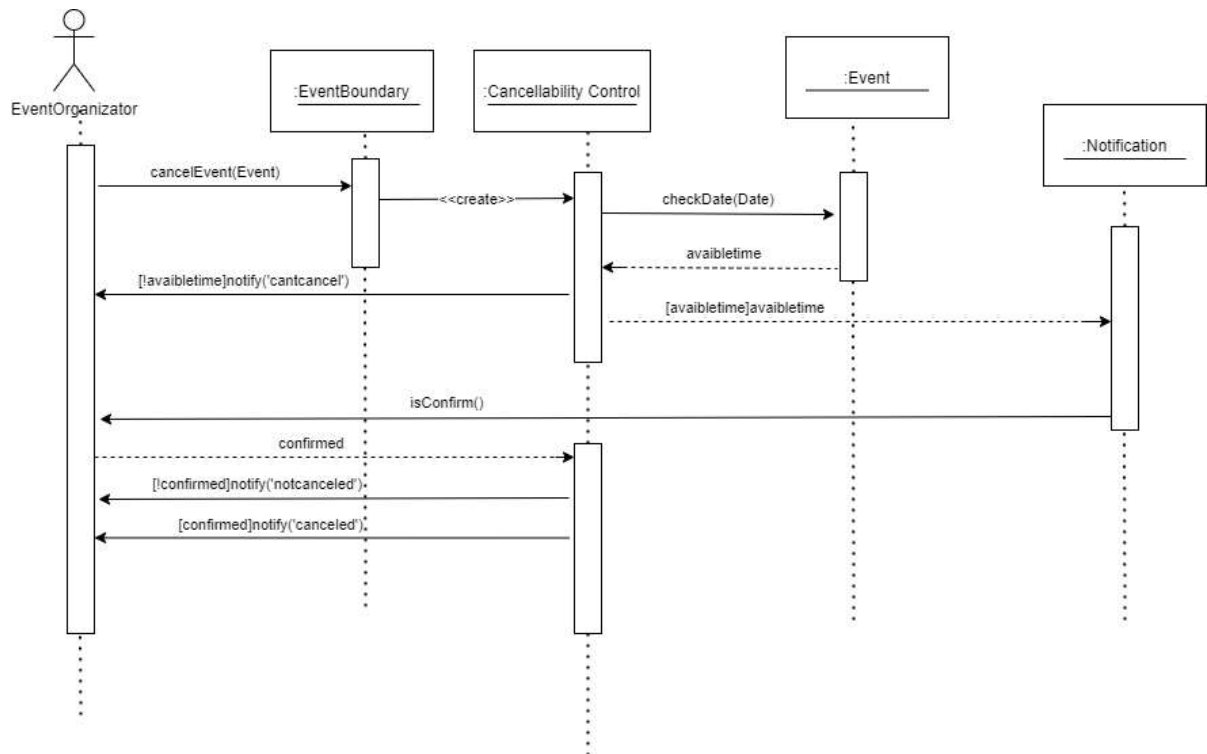 EventOrganizator
:EventBoundary
:Cancellability Control
:Event
:Notification
cancelEvent(Event)
<<create>>
checkDate(Date)
avaibletime
[!avaibletime]notify('cantcancel')
[avaibletime]avaibletime
isConfirm()
confirmed
[!confirmed]notify('notcanceled')
[confirmed]notify('canceled')